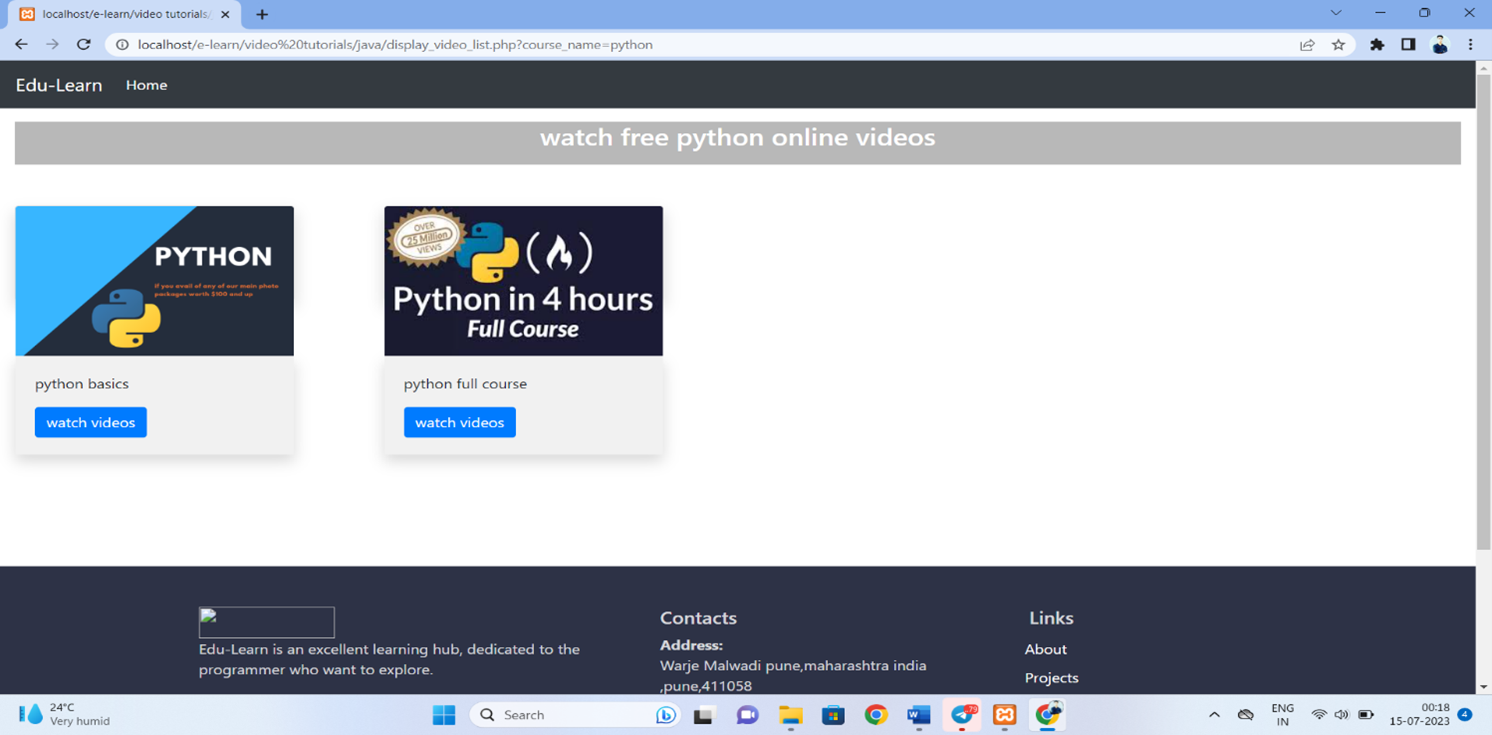 localhost/e-learn/video tutorials/
localhost/e-learn/video%20tutorials/java/display_video_list.php?course_name=python
Edu-Learn Home
watch free python online videos
PYTHON
If you avail of any of our main photo
packages worth $100 and up
OVER
25 Million
VIEWS
Python in 4 hours
Full Course
python basics
watch videos
python full course
watch videos
Edu-Learn is an excellent learning hub, dedicated to the
programmer who want to explore.
Contacts
Address:
Warje Malwadi pune,maharashtra india
,pune,411058
Links
About
Projects
24°C
Very humid
Search
79
ENG
IN
00:18
15-07-2023
4